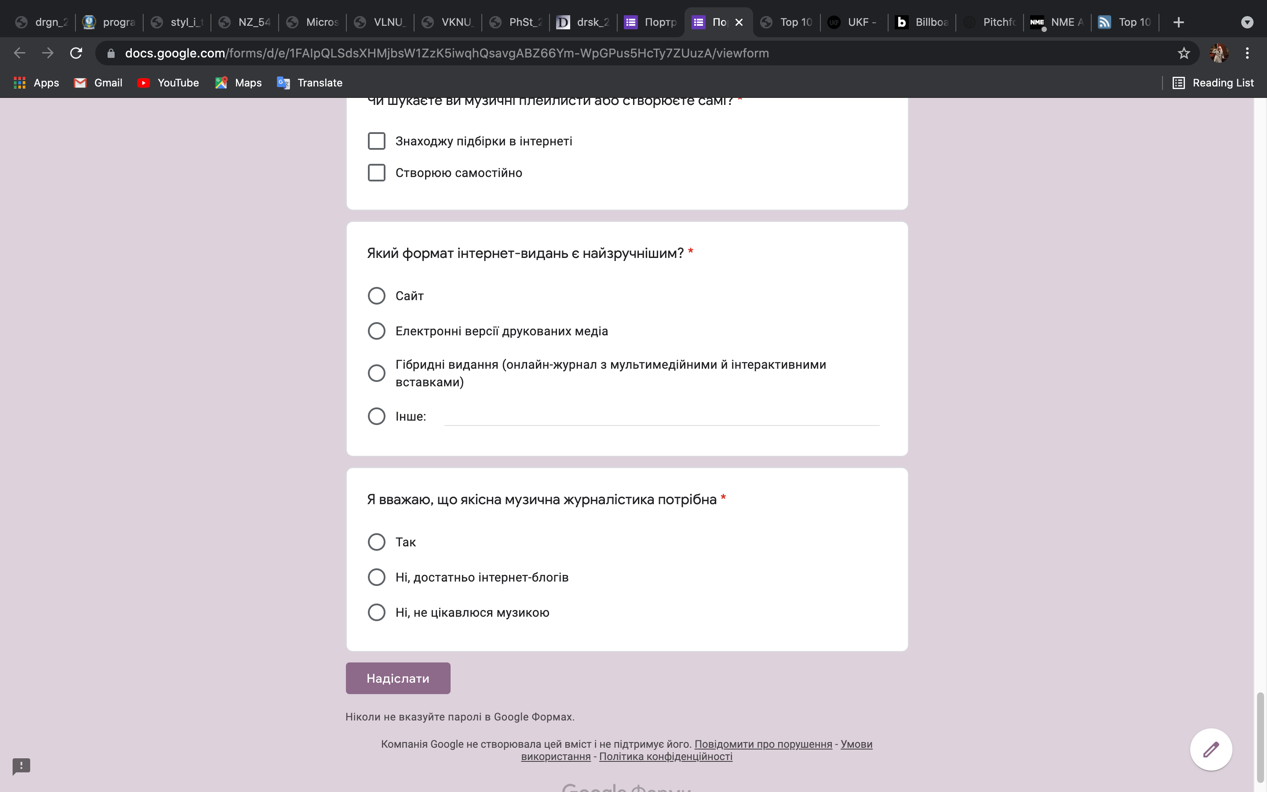 drgn_2
progra
styl_i_t
NZ_54
Micros
VLNU_
VKNU_
PhSt_2
drsk_2
Портр
По
Top 10
UKF -
Billboa
Pitchfo
NME A
Top 10
docs.google.com/forms/d/e/1FAIpQLSdsXHMjbsW1ZzK5iwqhQsavgABZ66Ym-WpGPus5HcTy7ZUuzA/viewform
Apps
Gmail
YouTube
Maps
Translate
Reading List
Чи шукаєте ви музичні плейлисти або створюєте самі? *
Знаходжу підбірки в інтернеті
Створюю самостійно
Який формат інтернет-видань є найзручнішим? *
Сайт
Електронні версії друкованих медіа
Гібридні видання (онлайн-журнал з мультимедійними й інтерактивними
вставками)
Інше:
Я вважаю, що якісна музична журналістика потрібна *
Так
Ні, достатньо інтернет-блогів
Ні, не цікавлюся музикою
Надіслати
Ніколи не вказуйте паролі в Google Формах.
Компанія Google не створювала цей вміст і не підтримує його. Повідомити про порушення - Умови
використання - Політика конфіденційності
Google Форми